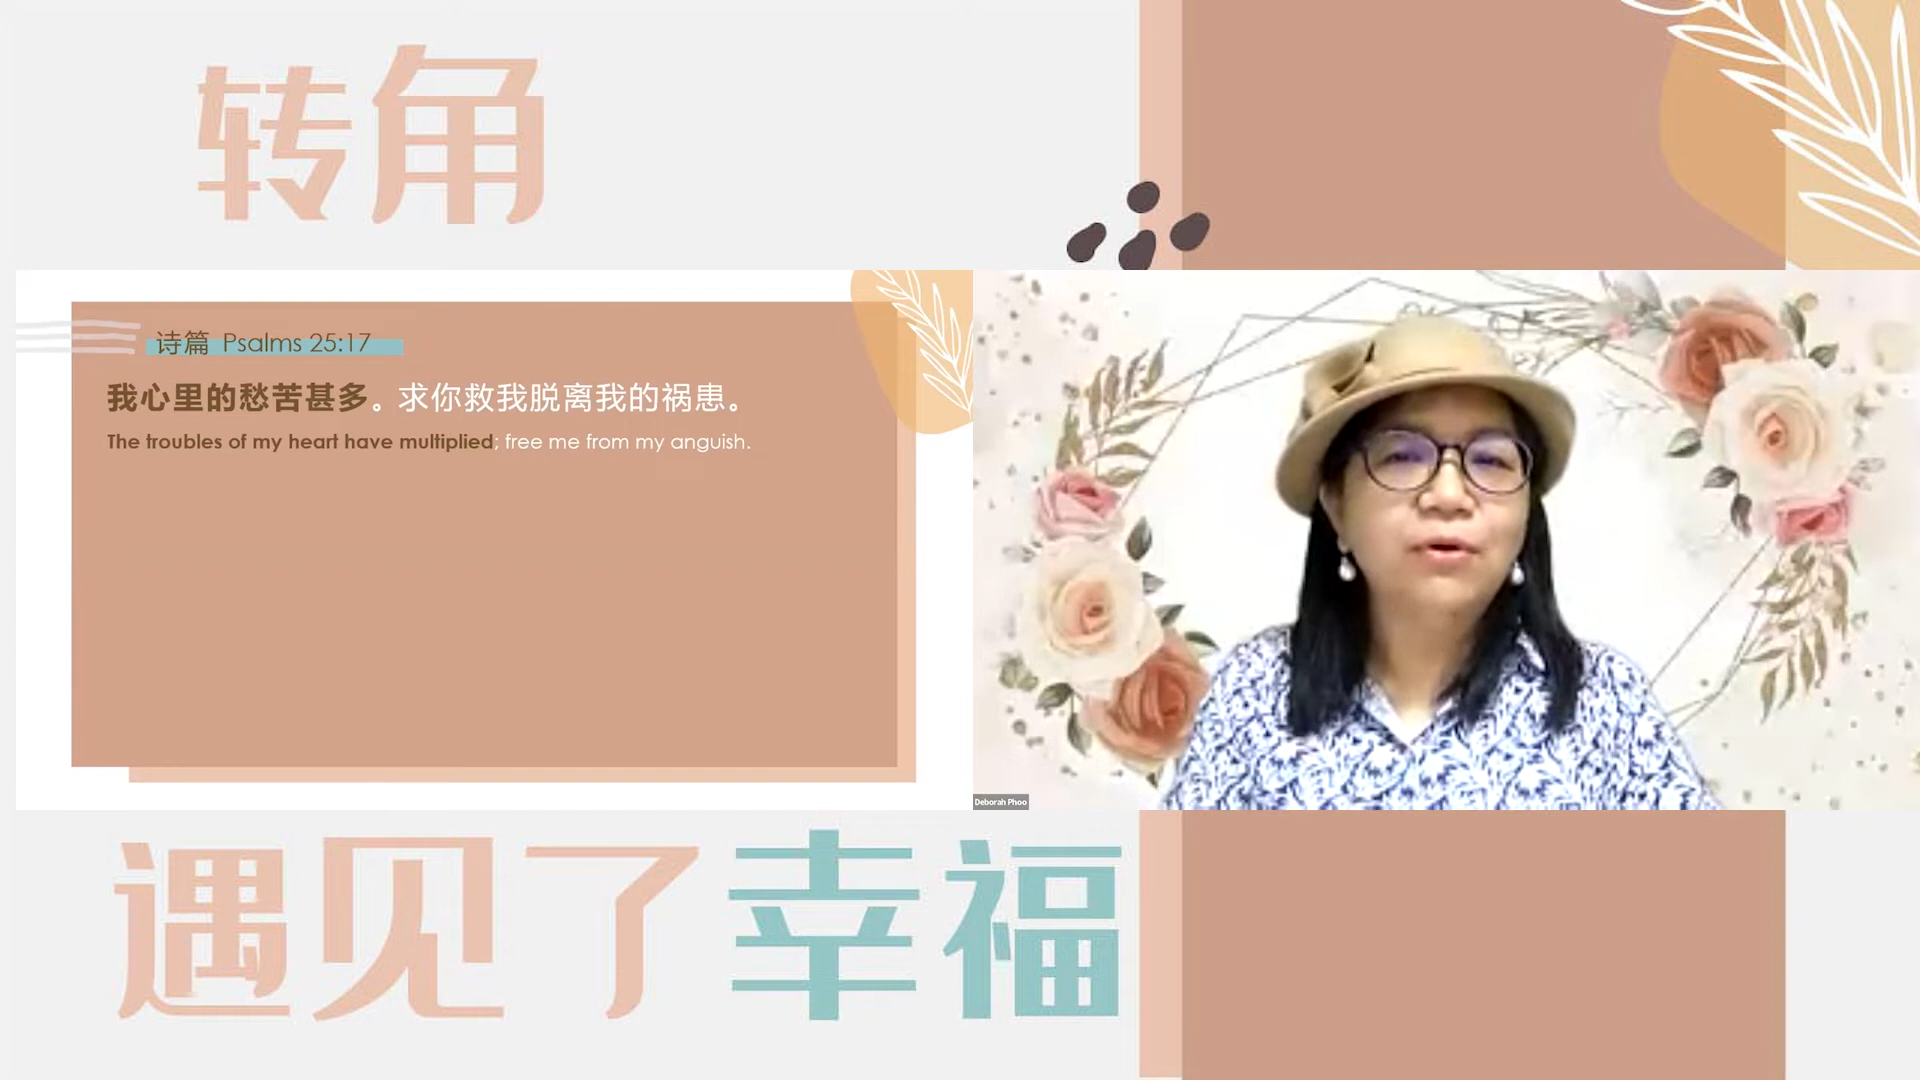 转角
诗篇 Psalms 25:17
我心里的愁苦甚多。求你救我脱离我的祸患。
The troubles of my heart have multiplied; free me from my anguish.
Deborah Phoo
遇见了幸福